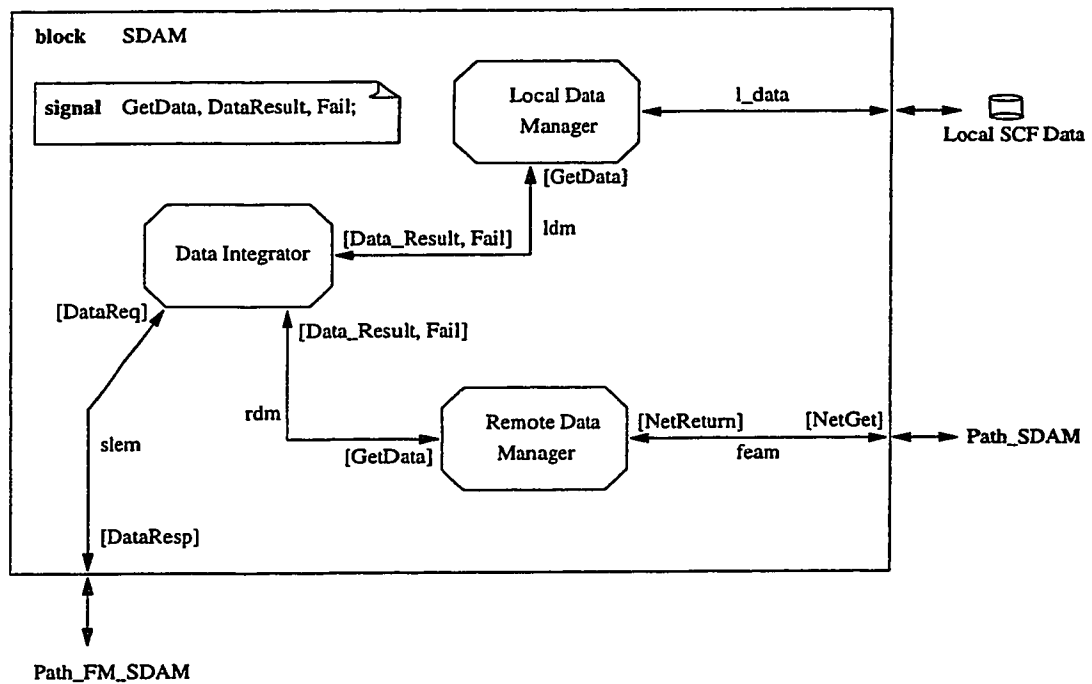 block SDAM
signal GetData, DataResult, Fail;
Local Data
Manager
l_data
Local SCF Data
[GetData]
ldm
[Data_Result, Fail]
Data Integrator
[DataReq]
[Data_Result, Fail]
rdm
slem
Remote Data
Manager
[GetData]
[NetReturn]
[NetGet]
feam
Path_SDAM
[DataResp]
Path_FM_SDAM